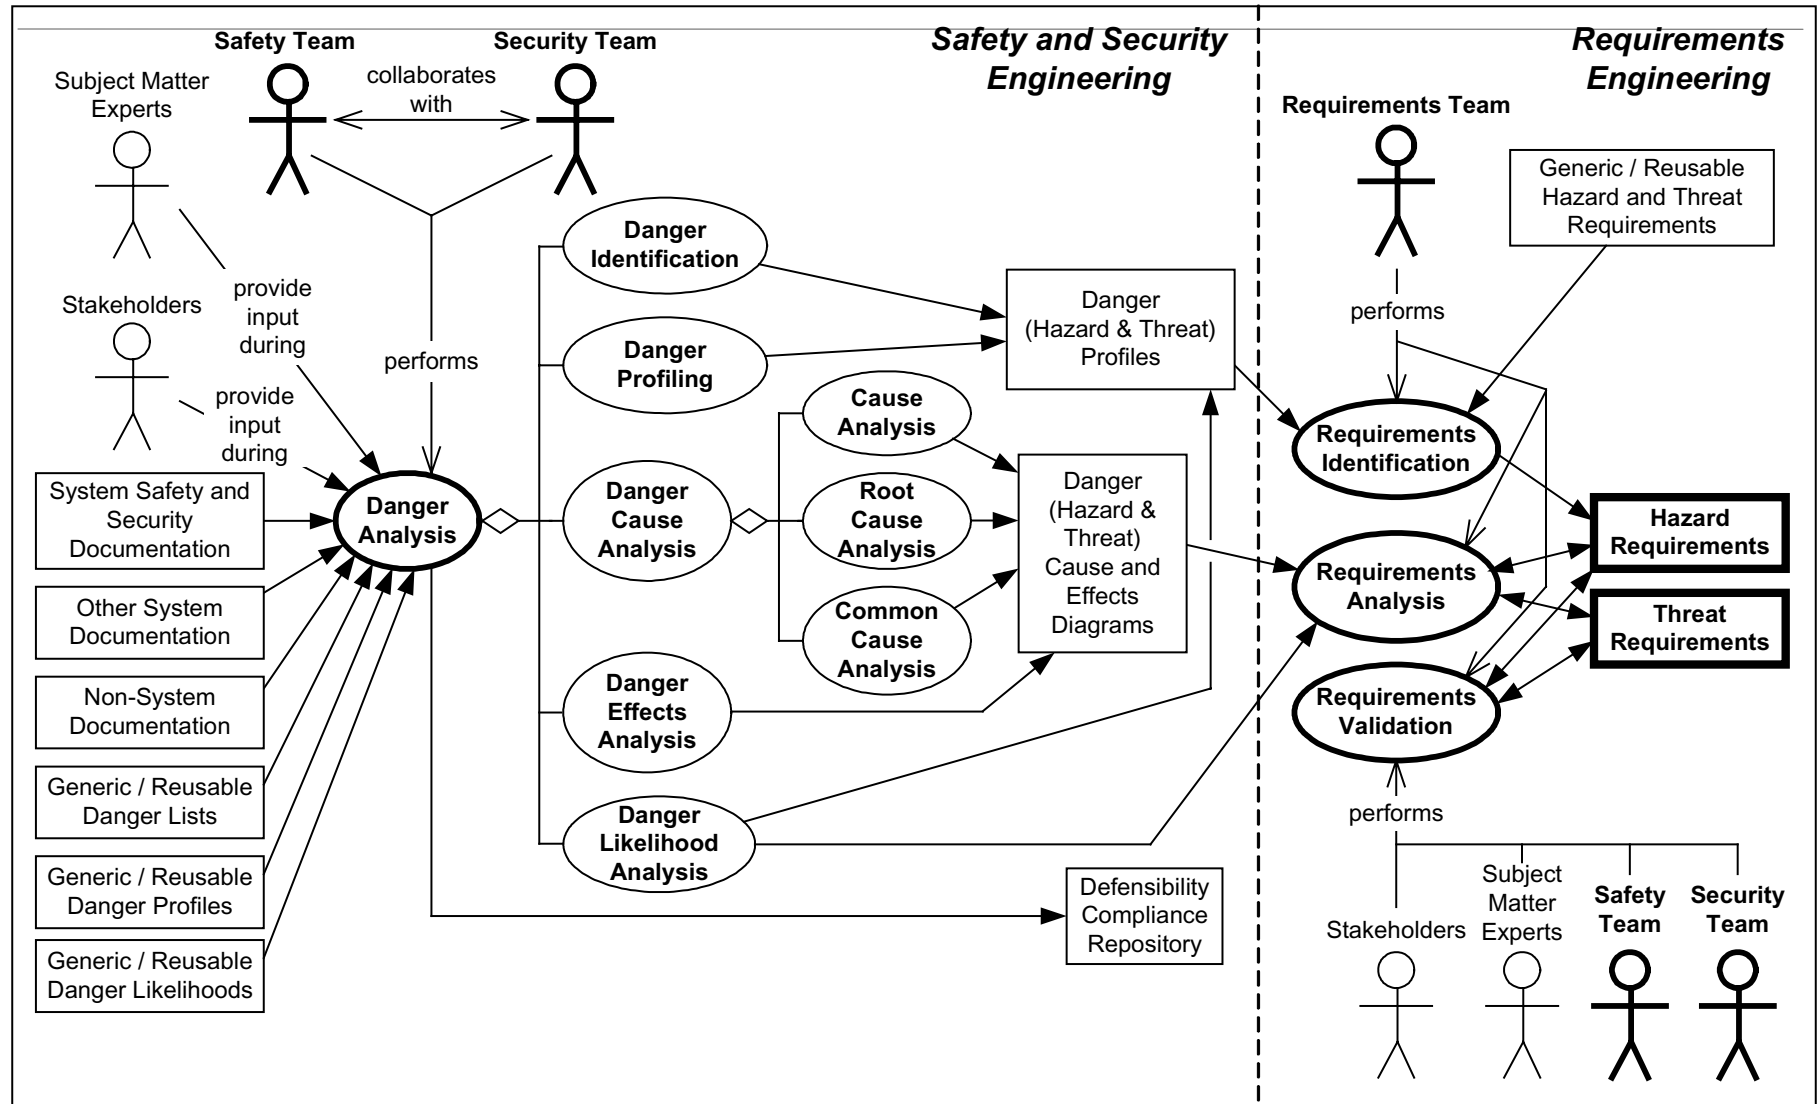 Safety Team
Security Team
Safety and Security
Engineering
Requirements
Engineering
Subject Matter
Experts
collaborates
with
Requirements Team
Generic / Reusable
Hazard and Threat
Requirements
Stakeholders
provide
input
during
performs
provide
input
during
System Safety and
Security
Documentation
Other System
Documentation
Non-System
Documentation
Generic / Reusable
Danger Lists
Generic / Reusable
Danger Profiles
Generic / Reusable
Danger Likelihoods
Danger
Analysis
Danger
Identification
Danger
Profiling
Danger
Cause
Analysis
Danger
Effects
Analysis
Danger
Likelihood
Analysis
Cause
Analysis
Root
Cause
Analysis
Common
Cause
Analysis
Danger
(Hazard & Threat)
Profiles
Danger
(Hazard &
Threat)
Cause and
Effects
Diagrams
Defensibility
Compliance
Repository
performs
Requirements
Identification
Requirements
Analysis
Requirements
Validation
Hazard
Requirements
Threat
Requirements
performs
Stakeholders
Subject
Matter
Experts
Safety
Team
Security
Team